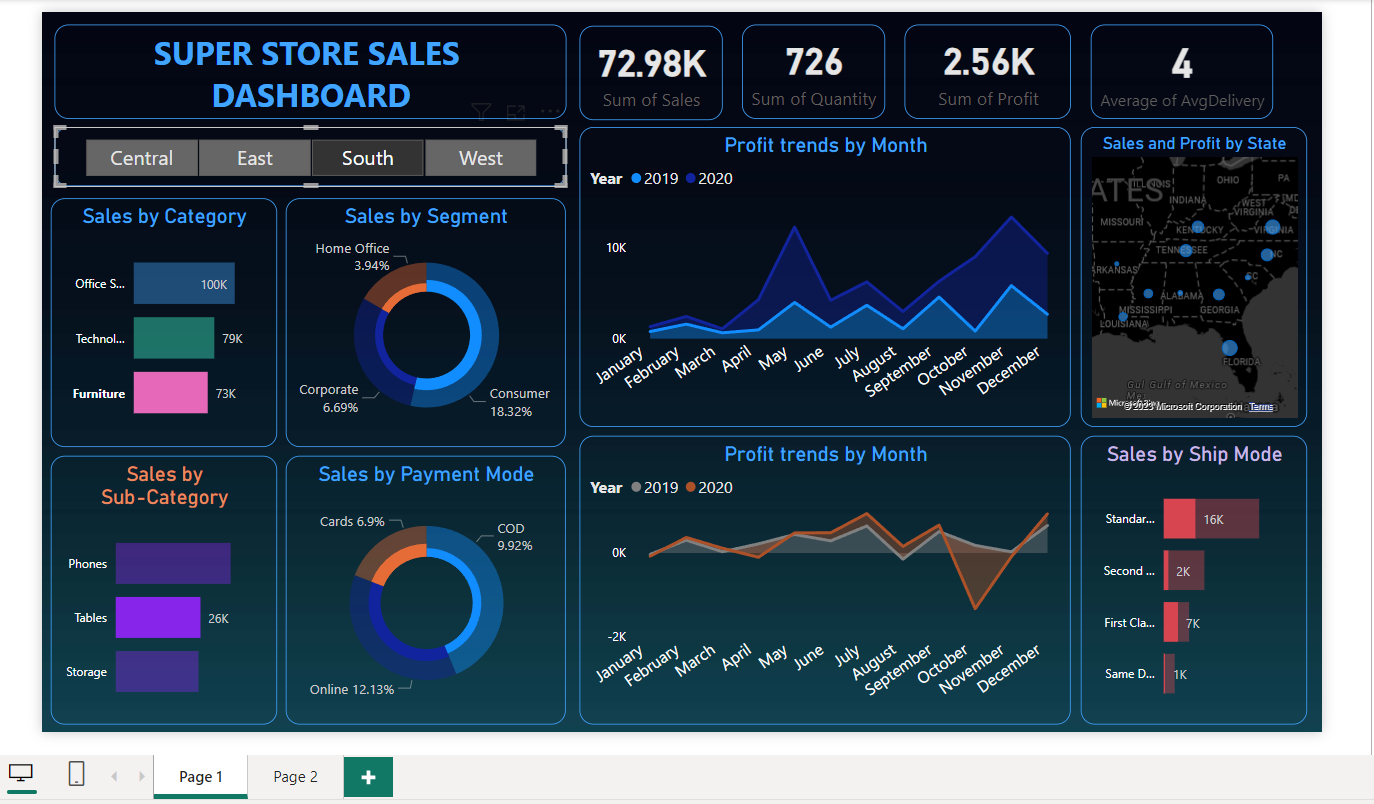 SUPER STORE SALES
DASHBOARD
72.98K
Sum of Sales
726
Sum of Quantity
2.56K
Sum of Profit
4
Average of AvgDelivery
Central
East
South
West
Sales by Category
Office S...
100K
Technol...
79K
Furniture
73K
Sales by Segment
Home Office
3.94%
Corporate
6.69%
Consumer
18.32%
Profit trends by Month
Year 2019 2020
10K
0K
January
February
March
April
May
June
July
August
September
October
November
December
Sales and Profit by State
ATES
ILLINOIS
INDIANA
OHIO
PA
MISSOURI
WEST
VIRGINIA
KENTUCKY
VIRGINIA
TENNESSEE
NC
ARKANSAS
SC
ALABAMA
MISSISSIPPI
GEORGIA
LOUISIANA
FLORIDA
Gulf of Mexico
© 2023 Microsoft Corporation Terms
Sales by
Sub-Category
Phones
Tables
26K
Storage
Sales by Payment Mode
Cards 6.9%
COD
9.92%
Online 12.13%
Profit trends by Month
Year 2019 2020
0K
-2K
January
February
March
April
May
June
July
August
September
October
November
December
Sales by Ship Mode
Standar...
16K
Second ...
2K
First Cla...
7K
Same D...
1K
Page 1
Page 2